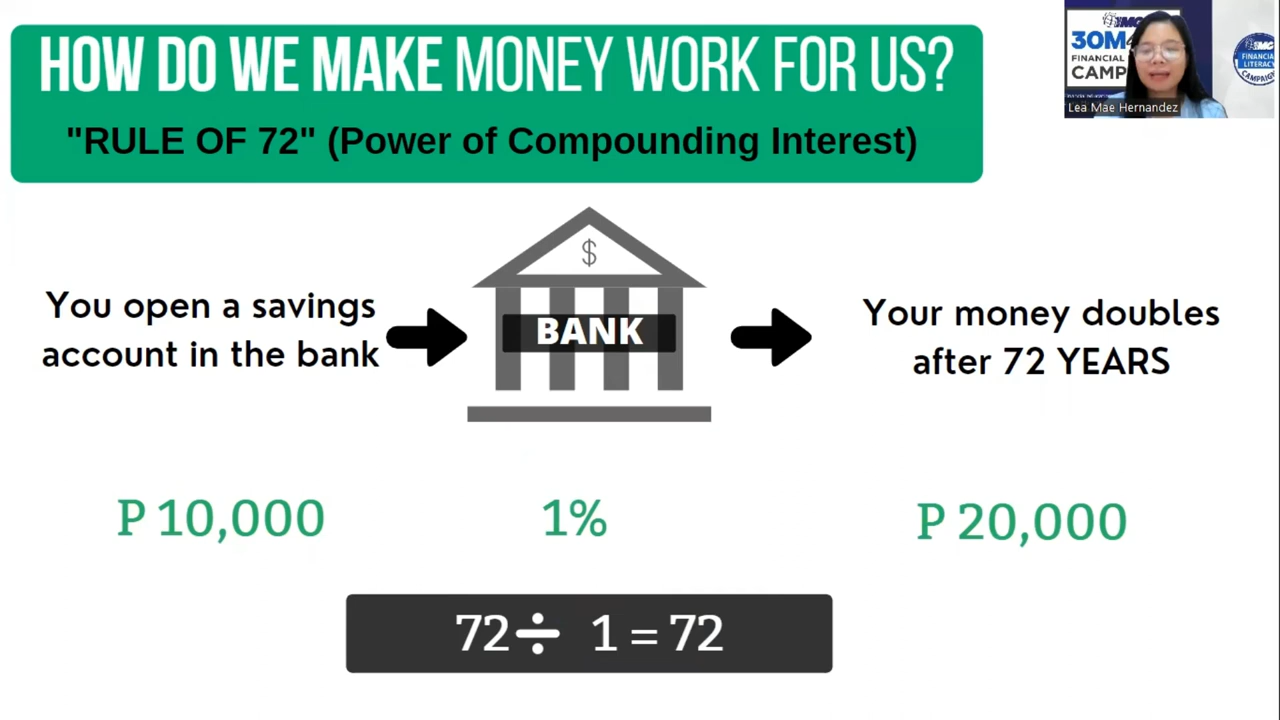 HOW DO WE MAKE MONEY WORK FOR US?
"RULE OF 72" (Power of Compounding Interest)
IMG
30M
FINANCIAL
CAMP
IMG
FINANCIAL
LITERACY
CAMPAIGN
Lea Mae Hernandez
$
You open a savings
account in the bank
BANK
Your money doubles
after 72 YEARS
P 10,000
1%
P 20,000
72 ÷ 1 = 72